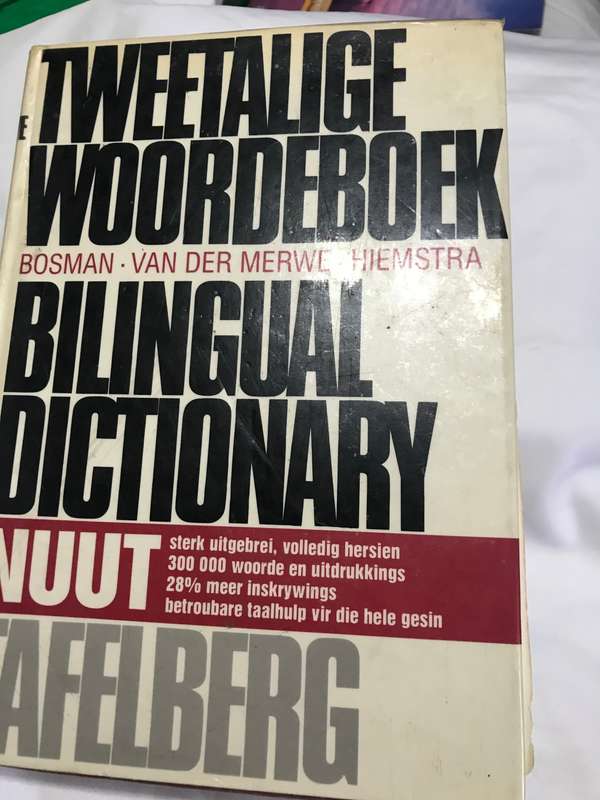 TWEETALIGE
WOORDEBOEK
BOSMAN · VAN DER MERWE · HIEMSTRA
BILINGUAL
DICTIONARY
NUUT
sterk uitgebrei, volledig hersien
300 000 woorde en uitdrukkings
28% meer inskrywings
betroubare taalhulp vir die hele gesin
TAFELBERG